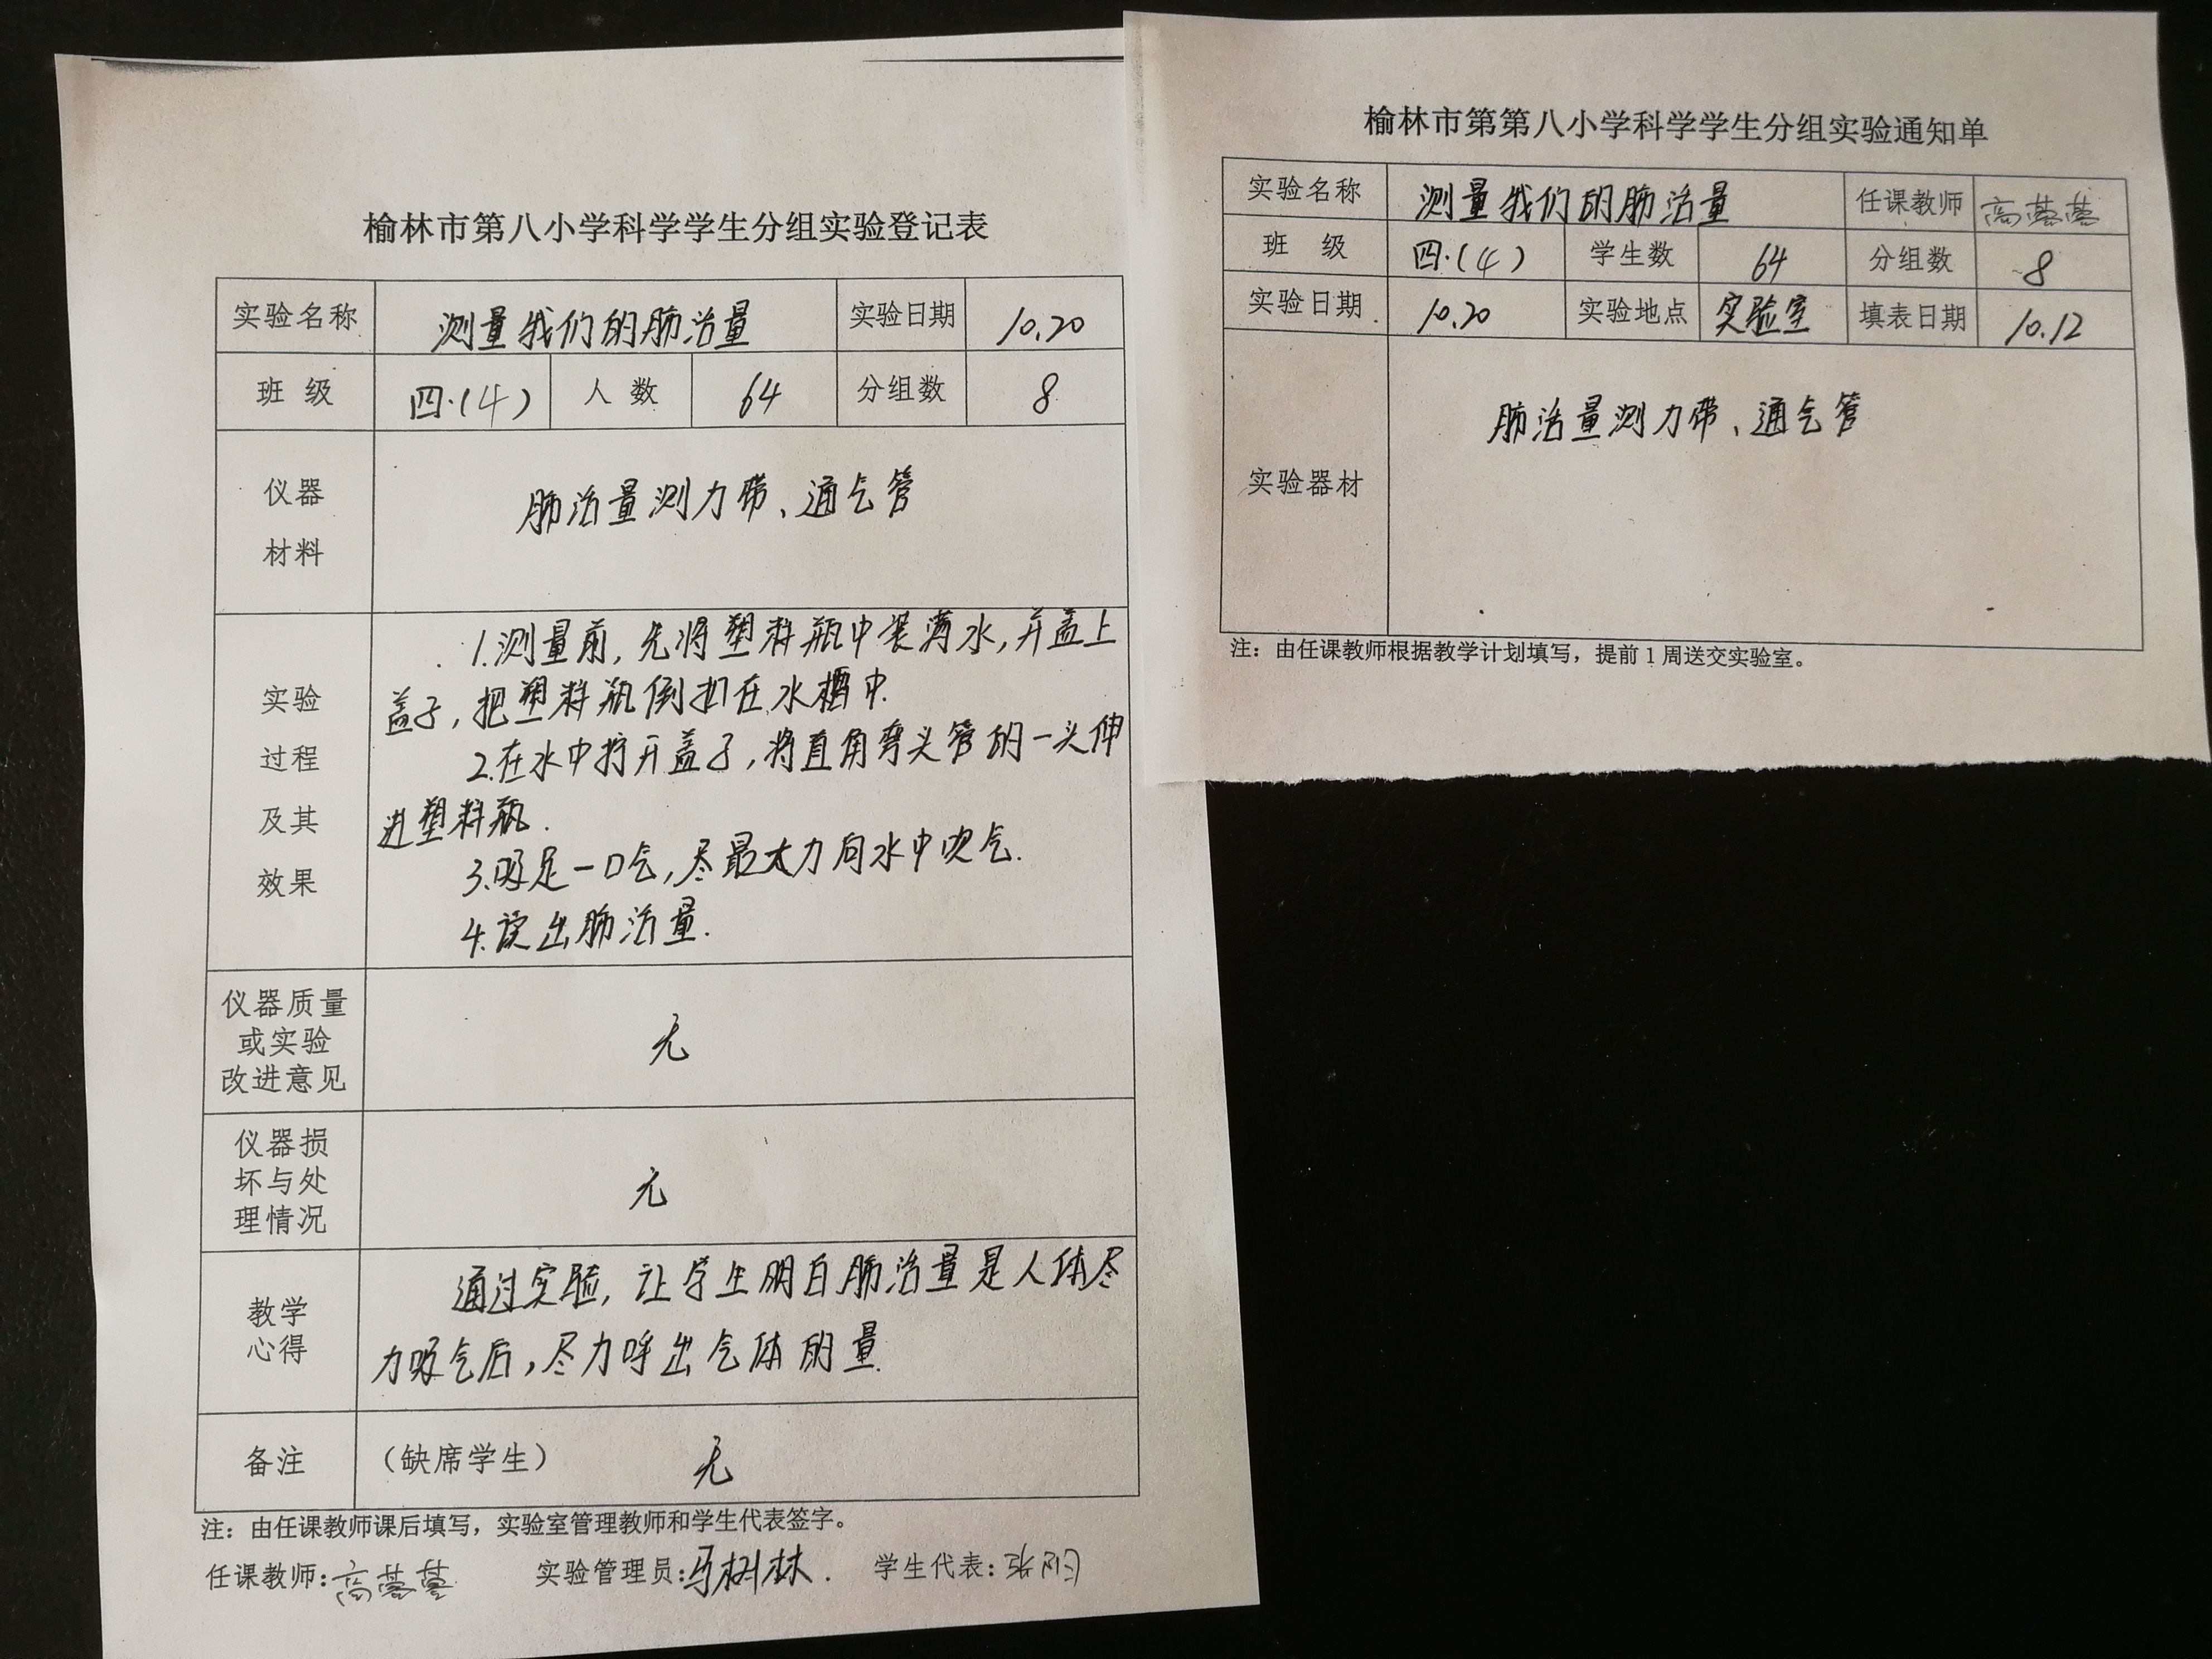 榆林市第八小学科学学生分组实验登记表
实验名称 测量我们的肺活量 实验日期 10.20
班 级 四.(4) 人 数 64 分组数 8
仪器
材料
肺活量测力带、通气管
实验
过程
及其
效果
1.测量前,先将塑料瓶中装满水,并盖上
盖子,把塑料瓶倒扣在水槽中.
2.在水中拧开盖子,将直角弯头管的一头伸
进塑料瓶.
3.吸足一口气,尽最大力向水中吹气.
4.读出肺活量.
仪器质量
或实验
改进意见
无
仪器损
坏与处
理情况
无
教学
心得
通过实验,让学生明白肺活量是人体尽
力吸气后,尽力呼出气体的量.
备注 (缺席学生) 无
注:由任课教师课后填写,实验室管理教师和学生代表签字。
任课教师: 高蓉蓉 实验管理员: 马树林. 学生代表: 张
榆林市第第八小学科学学生分组实验通知单
实验名称 测量我们的肺活量 任课教师 高蓉蓉
班 级 四.(4) 学生数 64 分组数 8
实验日期 10.20 实验地点 实验室 填表日期 10.12
实验器材 肺活量测力带、通气管
注:由任课教师根据教学计划填写,提前1周送交实验室。